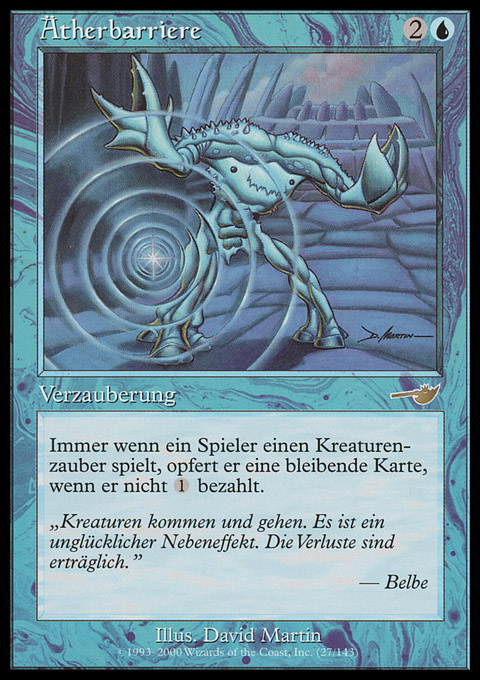 Ätherbarriere 2
D. MARTIN
Verzauberung
Immer wenn ein Spieler einen Kreaturen-
zauber spielt, opfert er eine bleibende Karte,
wenn er nicht 1 bezahlt.
„Kreaturen kommen und gehen. Es ist ein
unglücklicher Nebeneffekt. Die Verluste sind
erträglich.”
— Belbe
Illus. David Martin
©1993-2000 Wizards of the Coast, Inc. (27/143)